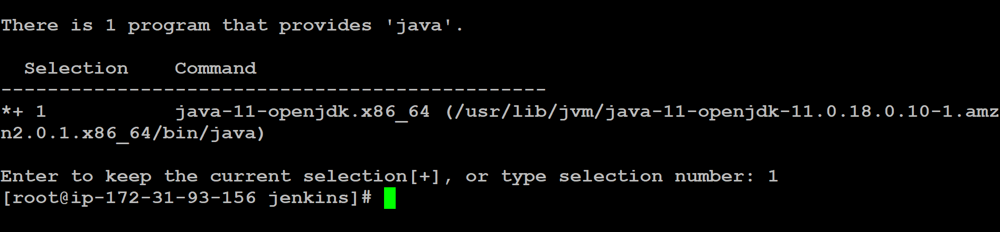 There is 1 program that provides 'java'.
  Selection    Command
-----------------------------------------------
*+ 1           java-11-openjdk.x86_64 (/usr/lib/jvm/java-11-openjdk-11.0.18.0.10-1.amz
n2.0.1.x86_64/bin/java)
Enter to keep the current selection[+], or type selection number: 1
[root@ip-172-31-93-156 jenkins]#